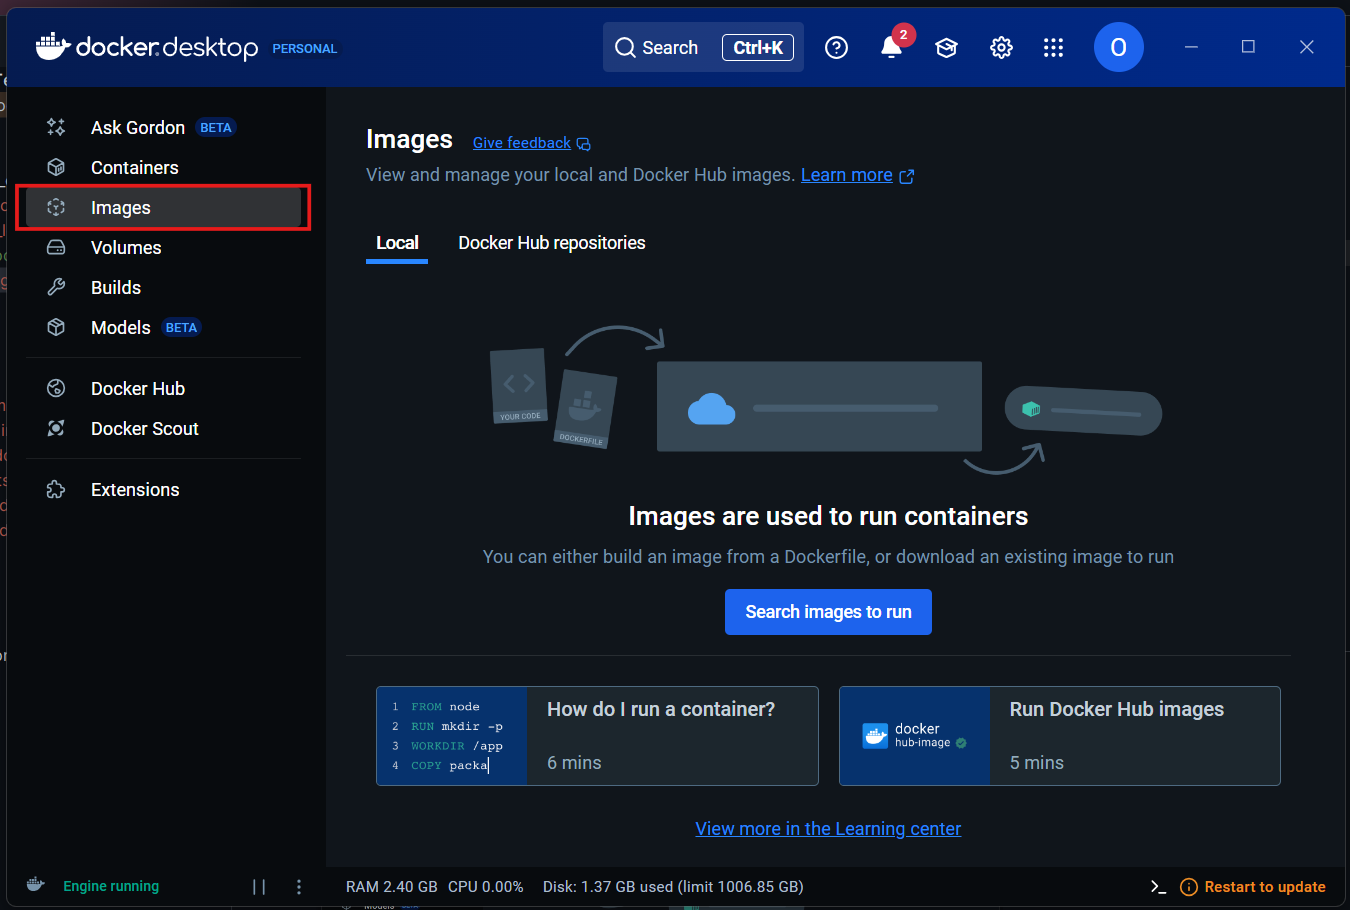 docker.desktop PERSONAL
Search Ctrl+K
2
O
Ask Gordon BETA
Containers
Images
Volumes
Builds
Models BETA
Docker Hub
Docker Scout
Extensions
Images Give feedback
View and manage your local and Docker Hub images. Learn more
Local Docker Hub repositories
YOUR CODE
DOCKERFILE
Images are used to run containers
You can either build an image from a Dockerfile, or download an existing image to run
Search images to run
1 FROM node
2 RUN mkdir -p
3 WORKDIR /app
4 COPY packa
How do I run a container?
6 mins
docker
hub-image
Run Docker Hub images
5 mins
View more in the Learning center
Engine running
RAM 2.40 GB CPU 0.00% Disk: 1.37 GB used (limit 1006.85 GB)
Restart to update